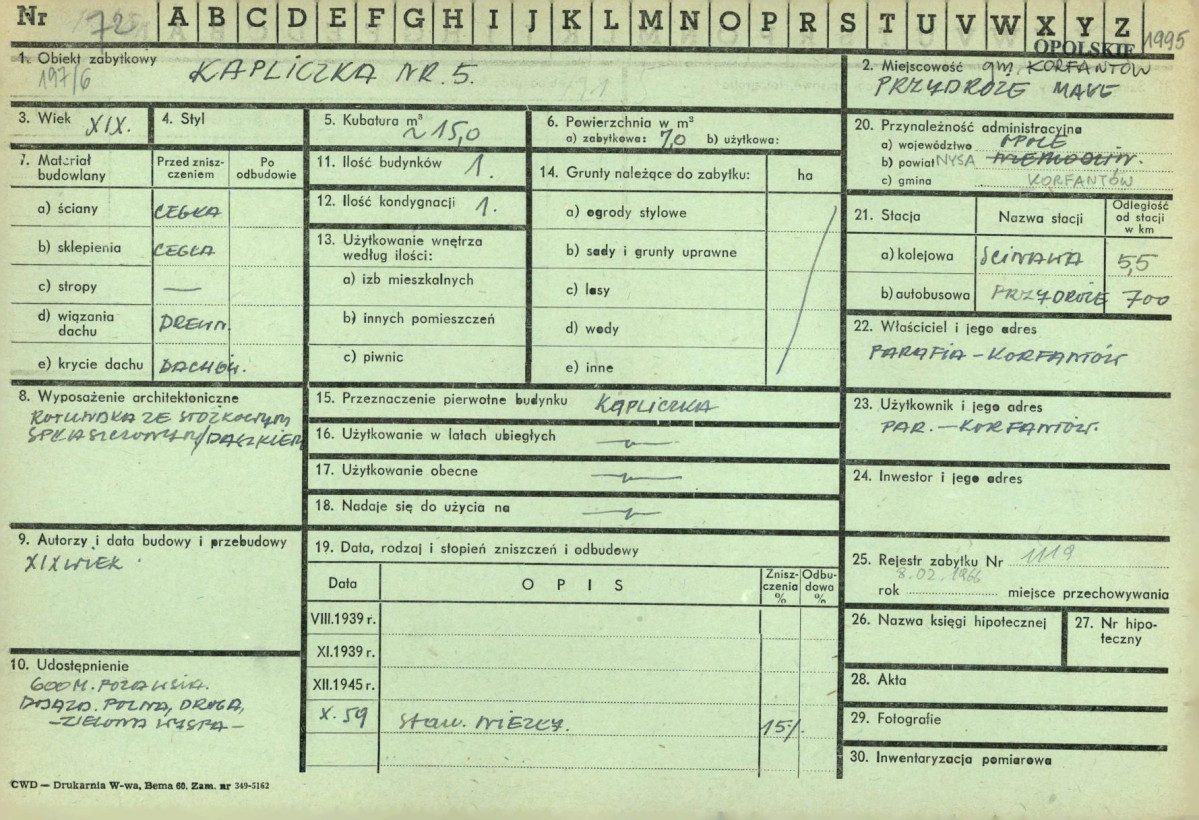 Nr 72 A B C D E F G H I J K L M N O P R S T U V W X Y Z
OPOLSKIE 1995
1. Obiekt zabytkowy
197/6
KAPLICZKA NR. 5.
2. Miejscowość gm. KORFANTÓW
PRZYDROŻE MAŁE
3. Wiek XIX.
4. Styl
5. Kubatura m³
~ 15,0
6. Powierzchnia w m²
a) zabytkowa: 7,0 b) użytkowa:
7. Materiał budowlany
Przed zniszczeniem
Po odbudowie
a) ściany CEGŁA
b) sklepienia CEGŁA
c) stropy —
d) wiązania dachu DREWN.
e) krycie dachu DACHÓW.
8. Wyposażenie architektoniczne
ROTUNDKA ZE STOŻKOWYM
SPŁASZCZONYM DASZKIEM
9. Autorzy i data budowy i przebudowy
XIX WIEK.
10. Udostępnienie
600 M. POZA WSIĄ.
DOJAZD. POLNĄ, DROGĄ,
-ZIELONA WYSPA-
11. Ilość budynków 1.
12. Ilość kondygnacji 1.
13. Użytkowanie wnętrza
według ilości:
a) izb mieszkalnych
b) innych pomieszczeń
c) piwnic
14. Grunty należące do zabytku: ha
a) ogrody stylowe
b) sady i grunty uprawne
c) lasy
d) wody
e) inne
15. Przeznaczenie pierwotne budynku KAPLICZKA
16. Użytkowanie w latach ubiegłych
17. Użytkowanie obecne
18. Nadaje się do użycia na
19. Data, rodzaj i stopień zniszczeń i odbudowy
Data OPIS Zniszczenia % Odbudowa %
VIII.1939 r.
XI.1939 r.
XII.1945 r.
X. 59 Staw. NIEZŁY. 15%
20. Przynależność administracyjna
a) województwo OPOLE
b) powiat NYSA NIEMODLIN.
c) gmina KORFANTÓW
21. Stacja Nazwa stacji Odległość od stacji w km
a) kolejowa ŚCINAWA 5,5
b) autobusowa PRZYDROŻE 700
22. Właściciel i jego adres
PARAFIA - KORFANTÓW
23. Użytkownik i jego adres
PAR. - KORFANTÓW.
24. Inwestor i jego adres
25. Rejestr zabytku Nr 1119
8.02.1966
rok miejsce przechowywania
26. Nazwa księgi hipotecznej
27. Nr hipoteczny
28. Akta
29. Fotografie
30. Inwentaryzacja pomiarowa
CWD — Drukarnia W-wa, Bema 60. Zam. nr 349-5162